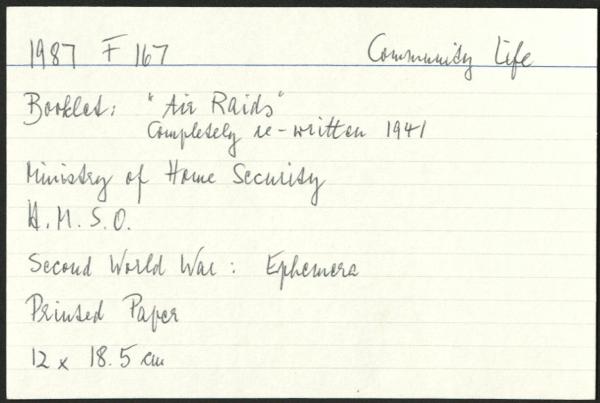 1987 F 167 Community Life
Booklet: "Air Raids"
Completely re-written 1941
Ministry of Home Security
H.M.S.O.
Second World War: Ephemera
Printed Paper
12 x 18.5 cm